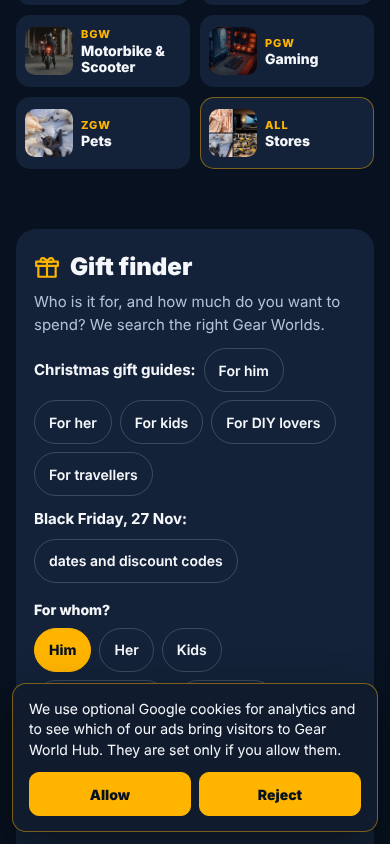 BGW
Motorbike &
Scooter
PGW
Gaming
ZGW
Pets
ALL
Stores
Gift finder
Who is it for, and how much do you want to
spend? We search the right Gear Worlds.
Christmas gift guides:
For him
For her
For kids
For DIY lovers
For travellers
Black Friday, 27 Nov:
dates and discount codes
For whom?
Him
Her
Kids
We use optional Google cookies for analytics and
to see which of our ads bring visitors to Gear
World Hub. They are set only if you allow them.
Allow
Reject